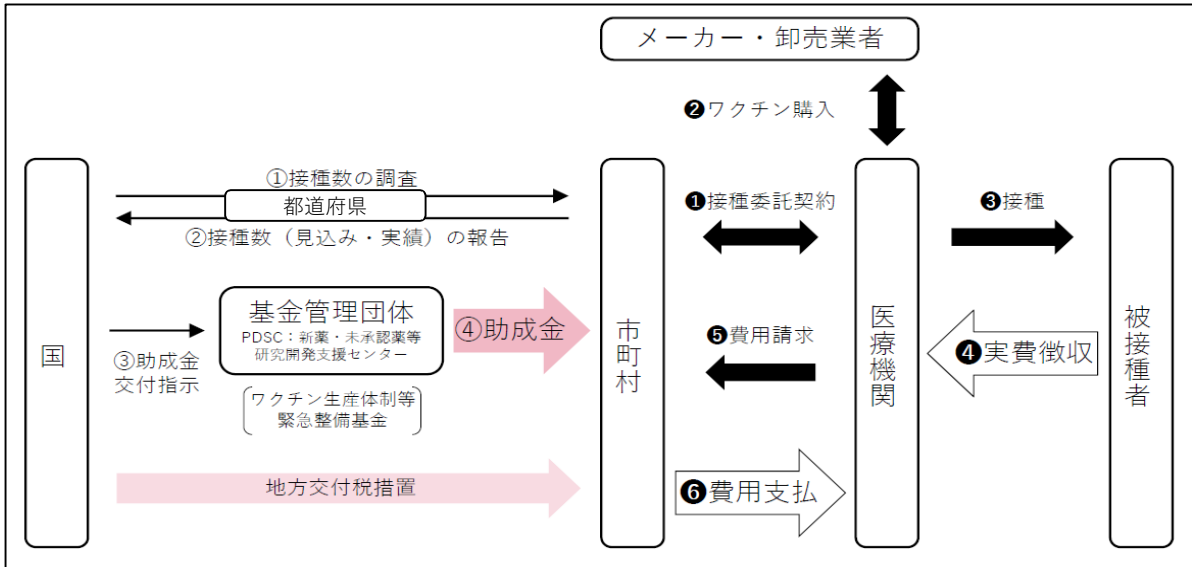 メーカー・卸売業者
❷ワクチン購入
国
①接種数の調査
都道府県
②接種数（見込み・実績）の報告
③助成金
交付指示
基金管理団体
PDSC：新薬・未承認薬等
研究開発支援センター
ワクチン生産体制等
緊急整備基金
④助成金
地方交付税措置
市町村
❶接種委託契約
❺費用請求
❻費用支払
医療機関
❸接種
❹実費徴収
被接種者